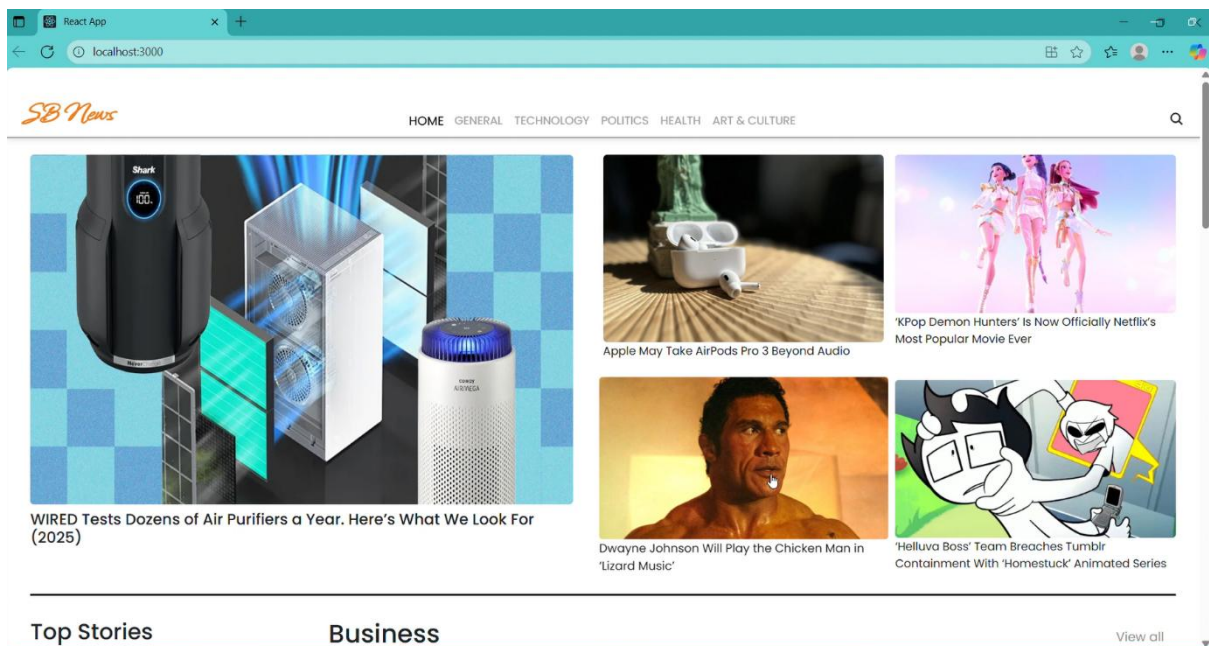 React App
localhost:3000
SB News
HOME GENERAL TECHNOLOGY POLITICS HEALTH ART & CULTURE
Shark
100
COWAY
AIRMEGA
WIRED Tests Dozens of Air Purifiers a Year. Here’s What We Look For
(2025)
Apple May Take AirPods Pro 3 Beyond Audio
‘KPop Demon Hunters’ Is Now Officially Netflix’s
Most Popular Movie Ever
Dwayne Johnson Will Play the Chicken Man in
‘Lizard Music’
‘Helluva Boss’ Team Breaches Tumblr
Containment With ‘Homestuck’ Animated Series
Top Stories
Business
View all